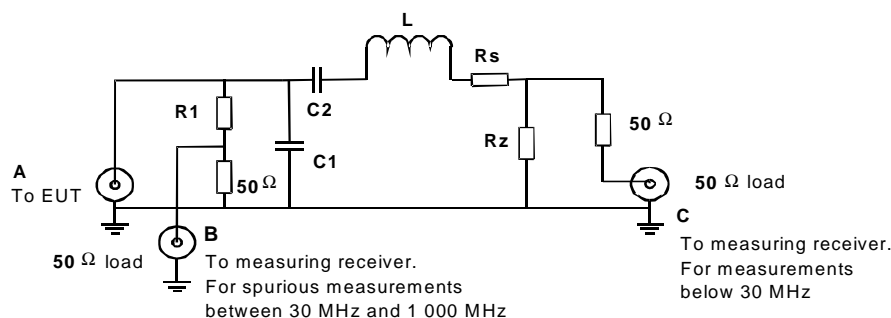 L
Rs
C2
R1
50 Ω
Rz
C1
A
To EUT
50 Ω
50 Ω load
B
C
50 Ω load
To measuring receiver.
For spurious measurements
between 30 MHz and 1 000 MHz
To measuring receiver.
For measurements
below 30 MHz